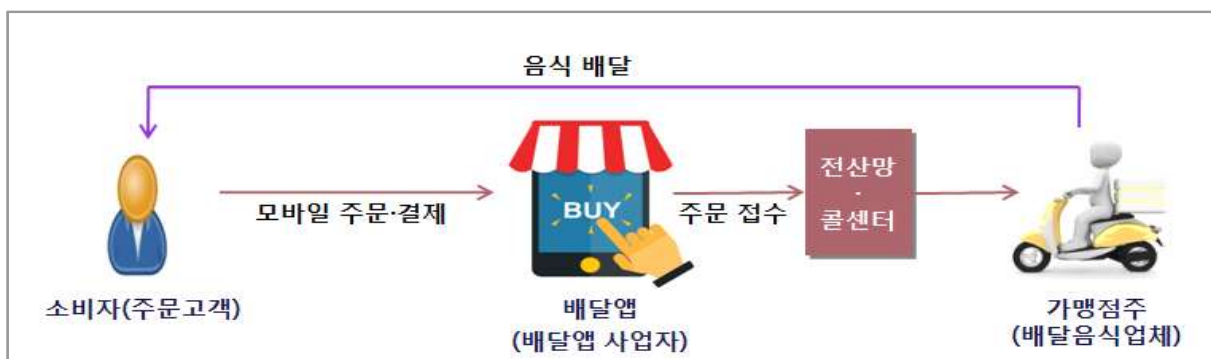 음식 배달
모바일 주문·결제
BUY
주문 접수
전산망
·
콜센터
소비자(주문고객)
배달앱
(배달앱 사업자)
가맹점주
(배달음식업체)